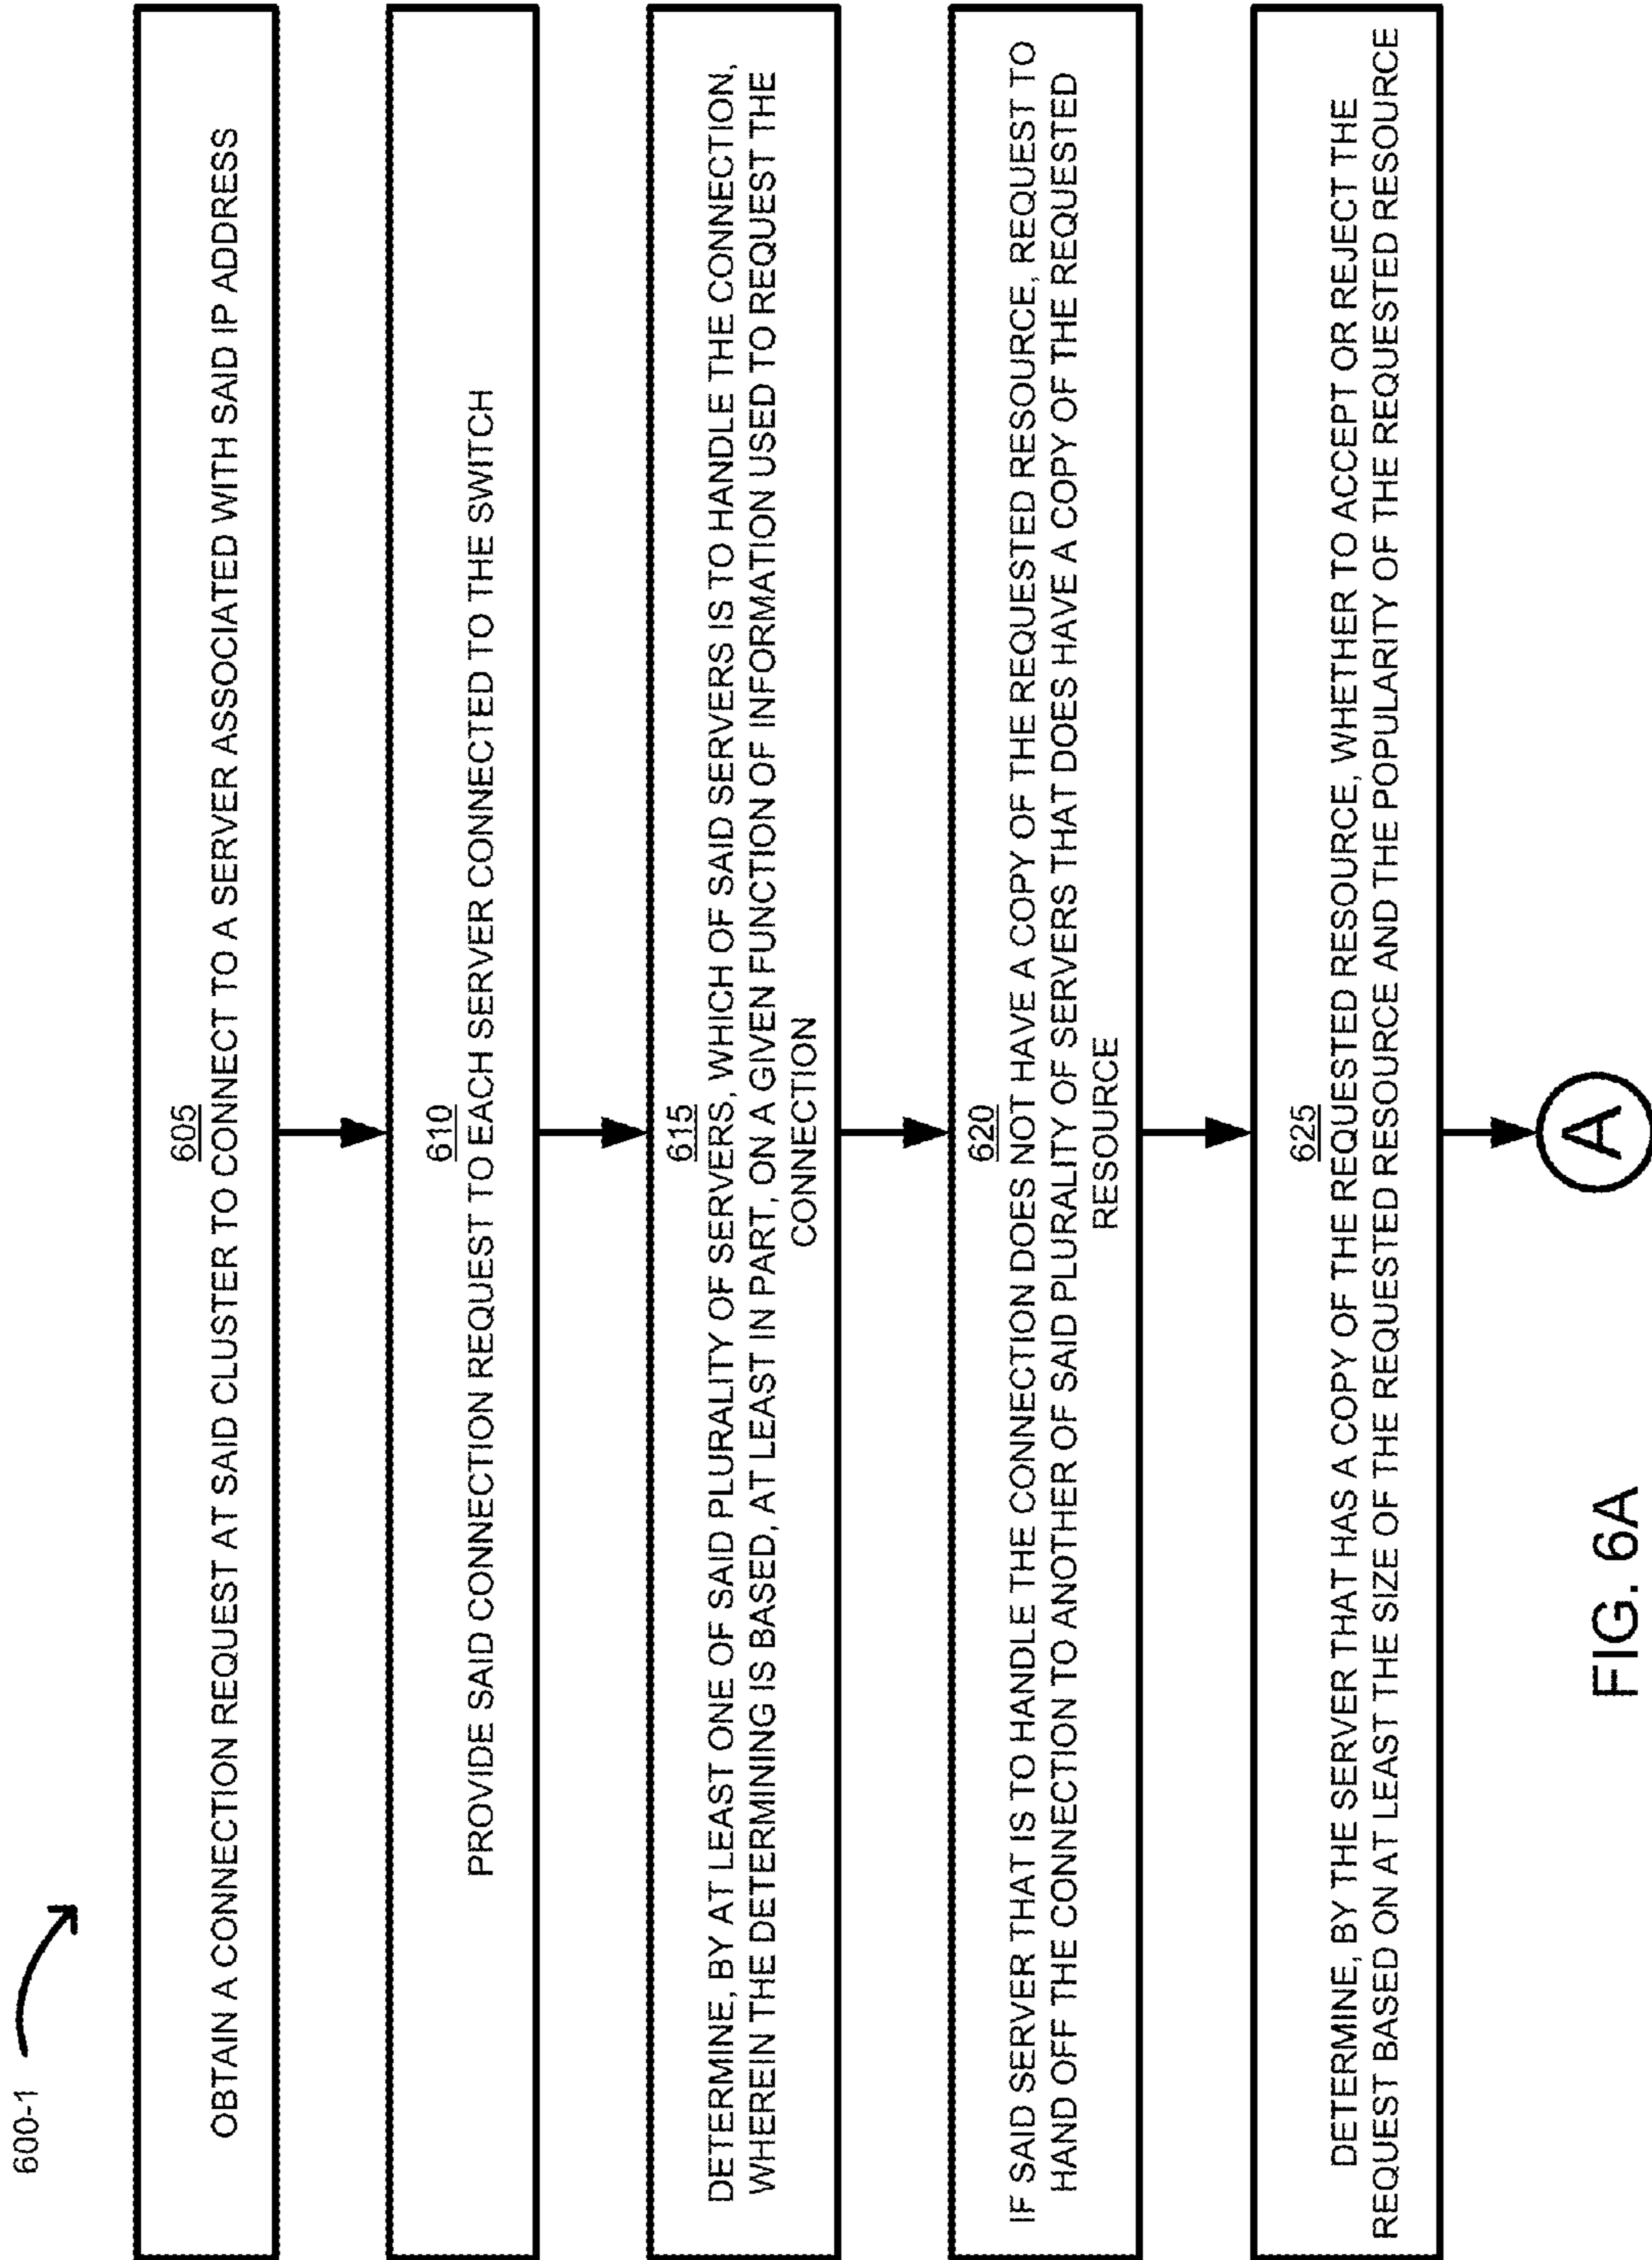 600-1
605
OBTAIN A CONNECTION REQUEST AT SAID CLUSTER TO CONNECT TO A SERVER ASSOCIATED WITH SAID IP ADDRESS
610
PROVIDE SAID CONNECTION REQUEST TO EACH SERVER CONNECTED TO THE SWITCH
615
DETERMINE, BY AT LEAST ONE OF SAID PLURALITY OF SERVERS, WHICH OF SAID SERVERS IS TO HANDLE THE CONNECTION,
WHEREIN THE DETERMINING IS BASED, AT LEAST IN PART, ON A GIVEN FUNCTION OF INFORMATION USED TO REQUEST THE
CONNECTION
620
IF SAID SERVER THAT IS TO HANDLE THE CONNECTION DOES NOT HAVE A COPY OF THE REQUESTED RESOURCE, REQUEST TO
HAND OFF THE CONNECTION TO ANOTHER OF SAID PLURALITY OF SERVERS THAT DOES HAVE A COPY OF THE REQUESTED
RESOURCE
625
DETERMINE, BY THE SERVER THAT HAS A COPY OF THE REQUESTED RESOURCE, WHETHER TO ACCEPT OR REJECT THE
REQUEST BASED ON AT LEAST THE SIZE OF THE REQUESTED RESOURCE AND THE POPULARITY OF THE REQUESTED RESOURCE
A
FIG. 6A